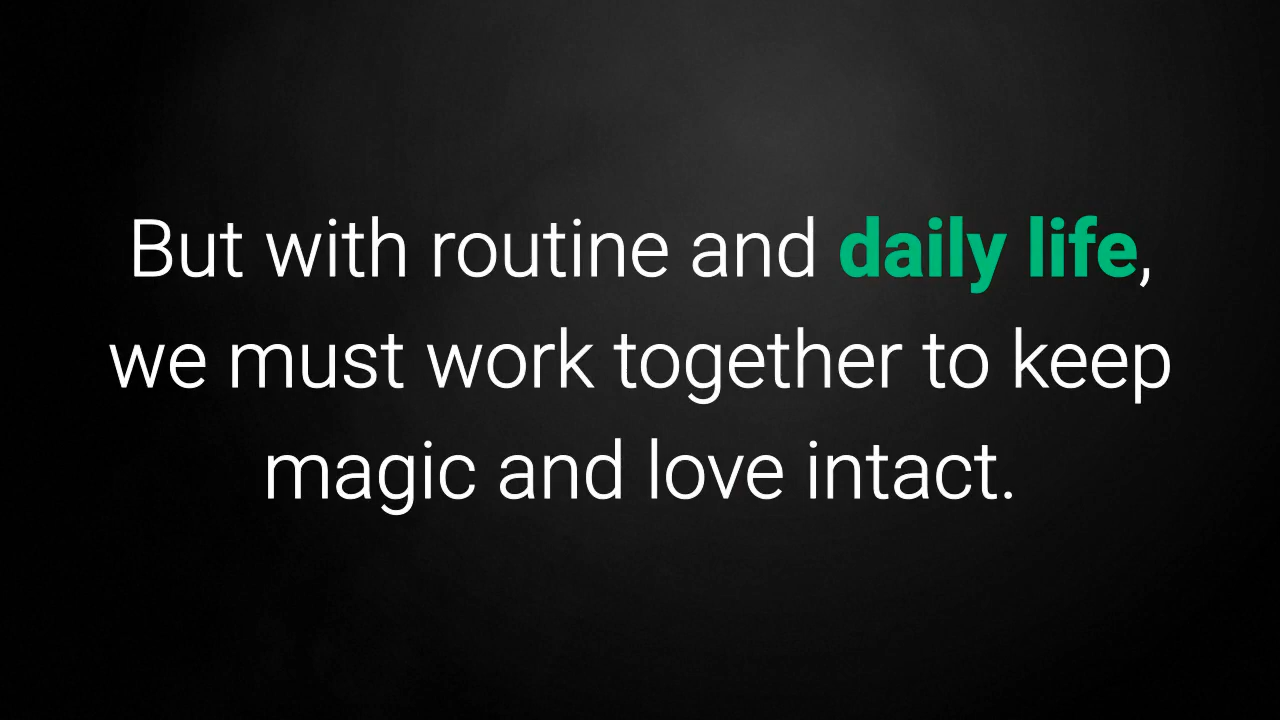 But with routine and daily life,
we must work together to keep
magic and love intact.